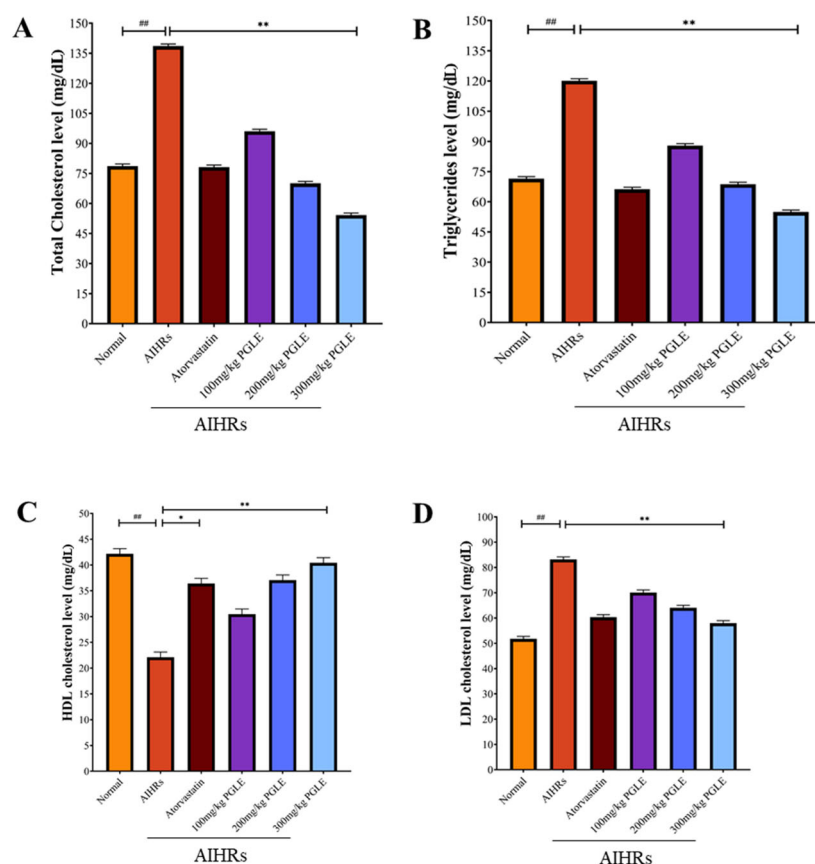 A
Total Cholesterol level (mg/dL)
150
135
120
105
90
75
60
45
30
15
0
##
**
Normal
AIHRs
Atorvastatin
100mg/kg PGLE
200mg/kg PGLE
300mg/kg PGLE
AIHRs
B
Triglycerides level (mg/dL)
150
135
120
105
90
75
60
45
30
15
0
##
**
Normal
AIHRs
Atorvastatin
100mg/kg PGLE
200mg/kg PGLE
300mg/kg PGLE
AIHRs
C
HDL cholesterol level (mg/dL)
50
45
40
35
30
25
20
15
10
5
0
##
*
**
Normal
AIHRs
Atorvastatin
100mg/kg PGLE
200mg/kg PGLE
300mg/kg PGLE
AIHRs
D
LDL cholesterol level (mg/dL)
100
90
80
70
60
50
40
30
20
10
0
##
**
Normal
AIHRs
Atorvastatin
100mg/kg PGLE
200mg/kg PGLE
300mg/kg PGLE
AIHRs